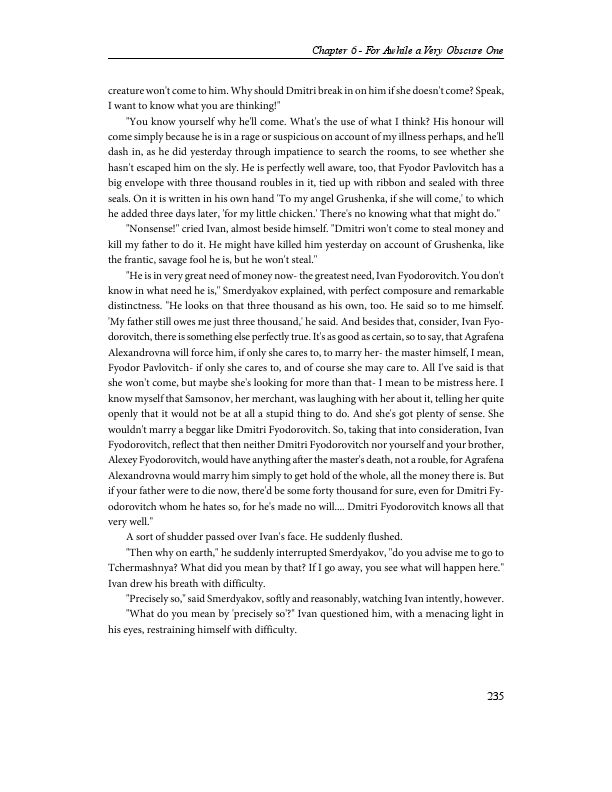 Chapter 6 - For Awhile a Very Obscure One
creature won't come to him. Why should Dmitri break in on him if she doesn't come? Speak,
I want to know what you are thinking!"
"You know yourself why he'll come. What's the use of what I think? His honour will
come simply because he is in a rage or suspicious on account of my illness perhaps, and he'll
dash in, as he did yesterday through impatience to search the rooms, to see whether she
hasn't escaped him on the sly. He is perfectly well aware, too, that Fyodor Pavlovitch has a
big envelope with three thousand roubles in it, tied up with ribbon and sealed with three
seals. On it is written in his own hand 'To my angel Grushenka, if she will come,' to which
he added three days later, 'for my little chicken.' There's no knowing what that might do."
"Nonsense!" cried Ivan, almost beside himself. "Dmitri won't come to steal money and
kill my father to do it. He might have killed him yesterday on account of Grushenka, like
the frantic, savage fool he is, but he won't steal."
"He is in very great need of money now- the greatest need, Ivan Fyodorovitch. You don't
know in what need he is," Smerdyakov explained, with perfect composure and remarkable
distinctness. "He looks on that three thousand as his own, too. He said so to me himself.
'My father still owes me just three thousand,' he said. And besides that, consider, Ivan Fyo-
dorovitch, there is something else perfectly true. It's as good as certain, so to say, that Agrafena
Alexandrovna will force him, if only she cares to, to marry her- the master himself, I mean,
Fyodor Pavlovitch- if only she cares to, and of course she may care to. All I've said is that
she won't come, but maybe she's looking for more than that- I mean to be mistress here. I
know myself that Samsonov, her merchant, was laughing with her about it, telling her quite
openly that it would not be at all a stupid thing to do. And she's got plenty of sense. She
wouldn't marry a beggar like Dmitri Fyodorovitch. So, taking that into consideration, Ivan
Fyodorovitch, reflect that then neither Dmitri Fyodorovitch nor yourself and your brother,
Alexey Fyodorovitch, would have anything after the master's death, not a rouble, for Agrafena
Alexandrovna would marry him simply to get hold of the whole, all the money there is. But
if your father were to die now, there'd be some forty thousand for sure, even for Dmitri Fy-
odorovitch whom he hates so, for he's made no will.... Dmitri Fyodorovitch knows all that
very well."
A sort of shudder passed over Ivan's face. He suddenly flushed.
"Then why on earth," he suddenly interrupted Smerdyakov, "do you advise me to go to
Tchermashnya? What did you mean by that? If I go away, you see what will happen here."
Ivan drew his breath with difficulty.
"Precisely so," said Smerdyakov, softly and reasonably, watching Ivan intently, however.
"What do you mean by 'precisely so'?" Ivan questioned him, with a menacing light in
his eyes, restraining himself with difficulty.
235